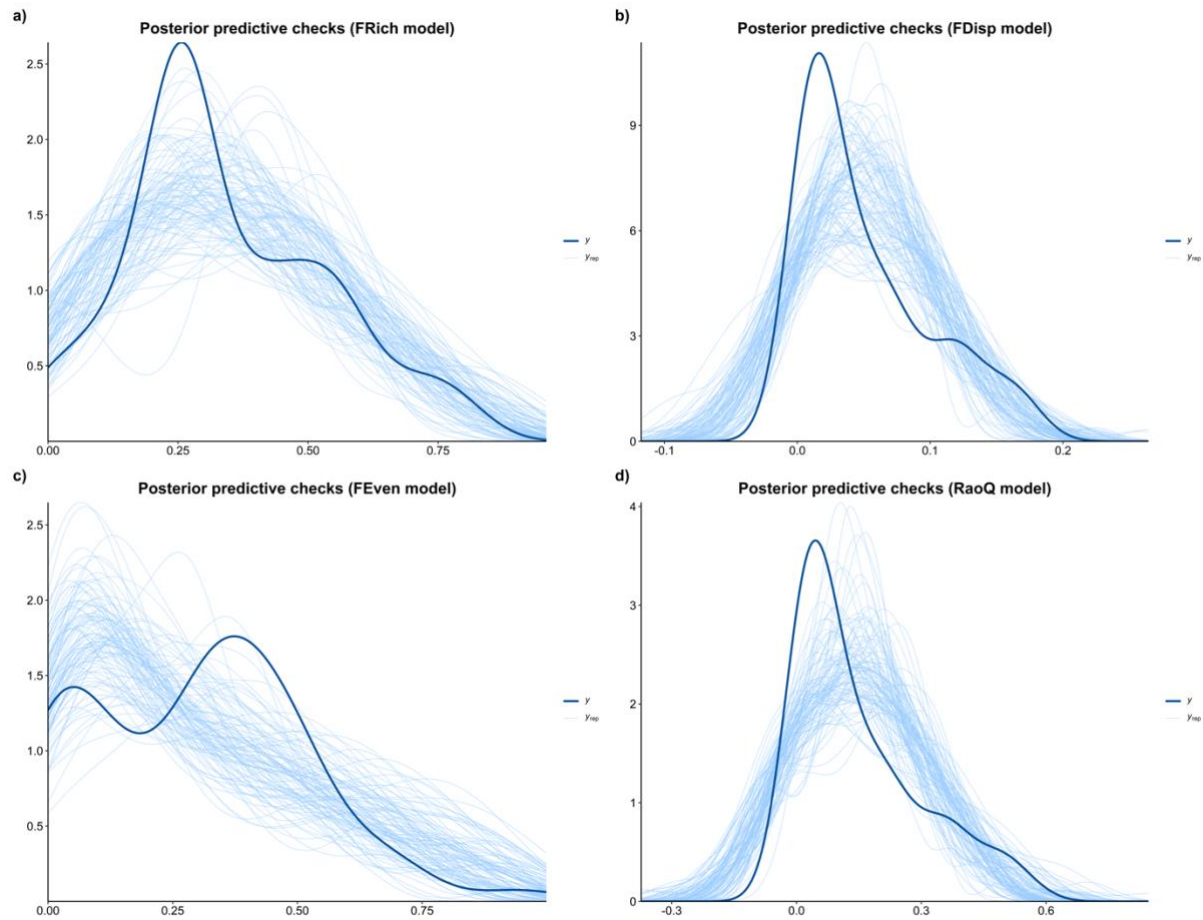 a)
Posterior predictive checks (FRich model)
2.5
2.0
1.5
1.0
0.5
0.00
0.25
0.50
0.75
y
yrep
b)
Posterior predictive checks (FDisp model)
9
6
3
0
-0.1
0.0
0.1
0.2
y
yrep
c)
Posterior predictive checks (FEven model)
2.5
2.0
1.5
1.0
0.5
0.00
0.25
0.50
0.75
y
yrep
d)
Posterior predictive checks (RaoQ model)
4
3
2
1
0
-0.3
0.0
0.3
0.6
y
yrep